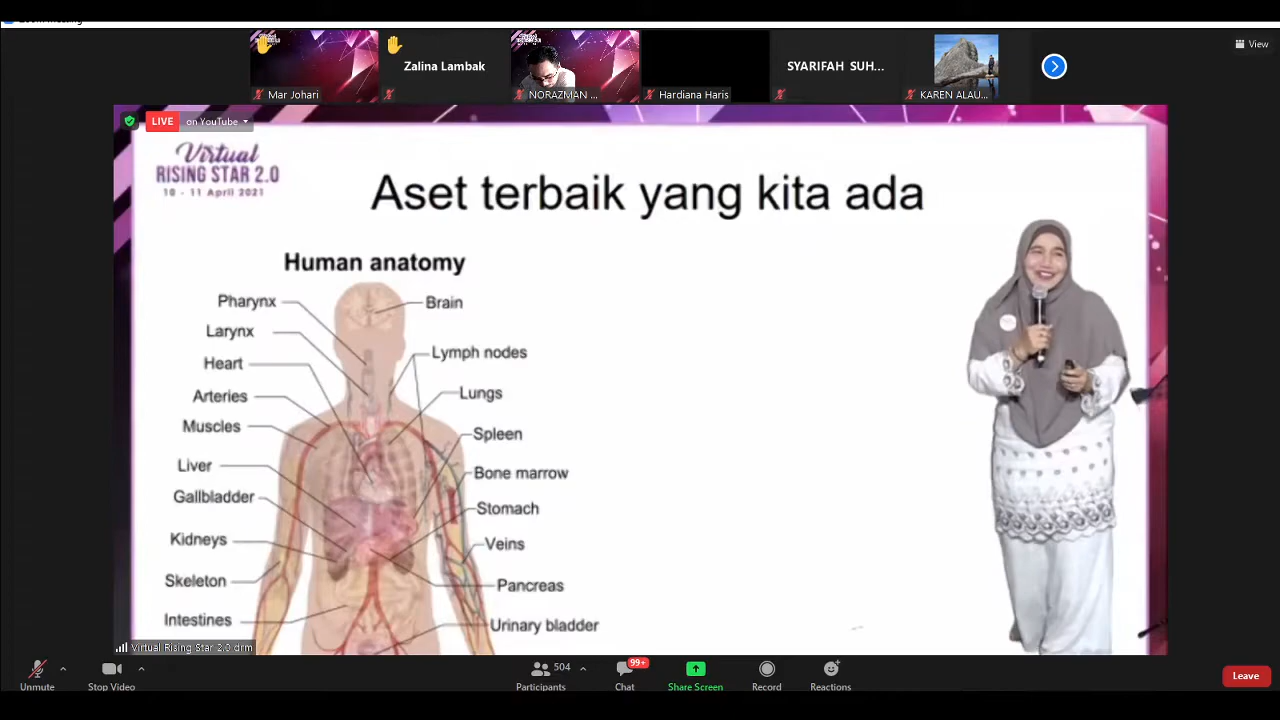 Zoom Meeting
View
Zalina Lambak
SYARIFAH SUH...
Mar Johari
NORAZMAN ...
Hardiana Haris
KAREN ALAU...
LIVE on YouTube
Virtual
RISING STAR 2.0
10 - 11 April 2021
Aset terbaik yang kita ada
Human anatomy
Pharynx
Brain
Larynx
Lymph nodes
Heart
Lungs
Arteries
Muscles
Spleen
Liver
Bone marrow
Gallbladder
Stomach
Kidneys
Veins
Skeleton
Pancreas
Intestines
Urinary bladder
Virtual Rising Star 2.0 drm
504
99+
Unmute
Stop Video
Participants
Chat
Share Screen
Record
Reactions
Leave